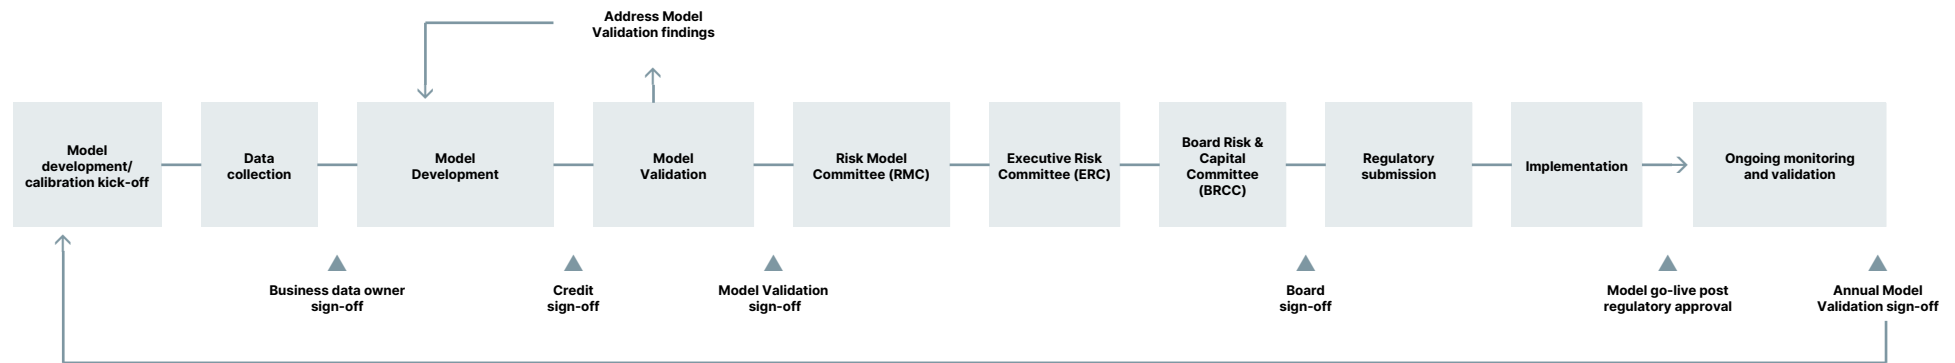 Address Model
Validation findings
Model
development/
calibration kick-off
Data
collection
Model
Development
Model
Validation
Risk Model
Committee (RMC)
Executive Risk
Committee (ERC)
Board Risk &
Capital
Committee
(BRCC)
Regulatory
submission
Implementation
Ongoing monitoring
and validation
Business data owner
sign-off
Credit
sign-off
Model Validation
sign-off
Board
sign-off
Model go-live post
regulatory approval
Annual Model
Validation sign-off